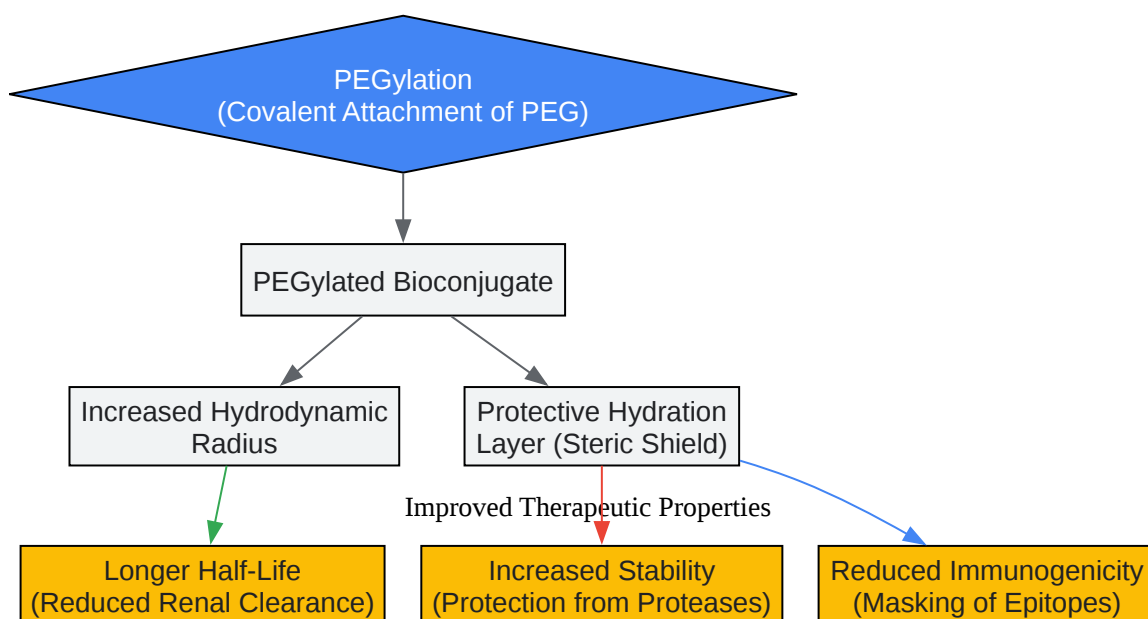 PEGylation
(Covalent Attachment of PEG)
PEGylated Bioconjugate
Increased Hydrodynamic
Radius
Protective Hydration
Layer (Steric Shield)
Improved Therapeutic Properties
Longer Half-Life
(Reduced Renal Clearance)
Increased Stability
(Protection from Proteases)
Reduced Immunogenicity
(Masking of Epitopes)